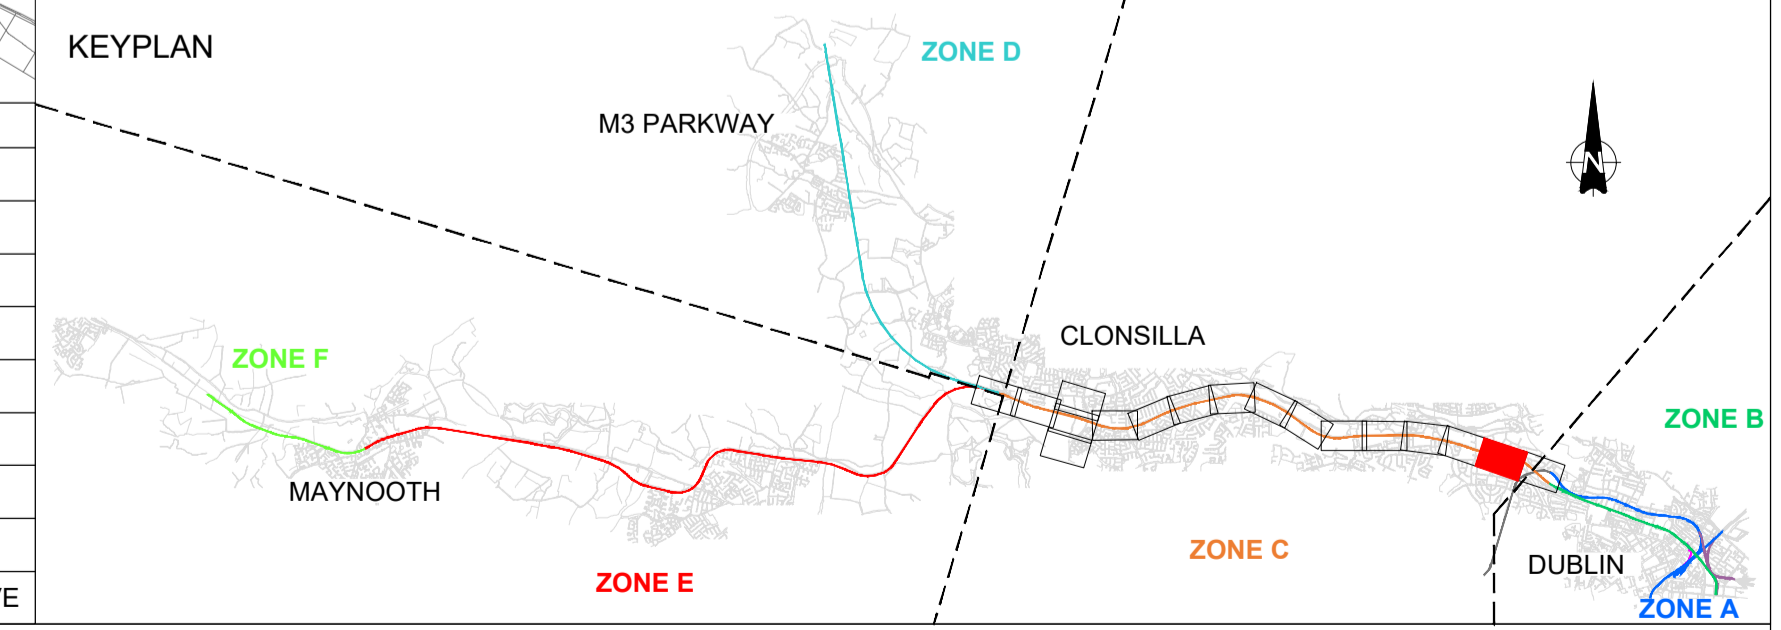 KEYPLAN
ZONE D
M3 PARKWAY
N
CLONSILLA
ZONE F
ZONE B
MAYNOOTH
ZONE C
DUBLIN
ZONE E
ZONE A